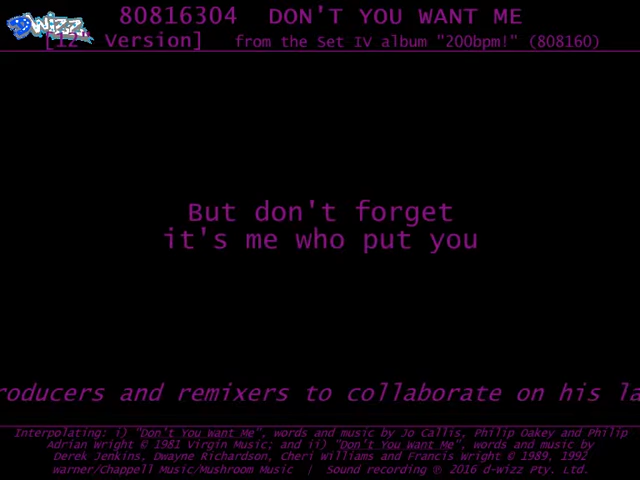 80816304 DON'T YOU WANT ME
D-Wizz
[12" Version] from the Set IV album "200bpm!" (808160)
But don't forget
it's me who put you
roducers and remixers to collaborate on his la
Interpolating: i) "Don't You Want Me", words and music by Jo Callis, Philip Oakey and Philip
Adrian Wright © 1981 Virgin Music; and ii) "Don't You Want Me", words and music by
Derek Jenkins, Dwayne Richardson, Cheri Williams and Francis Wright © 1989, 1992
Warner/Chappell Music/Mushroom Music | Sound recording ℗ 2016 d-wizz Pty. Ltd.